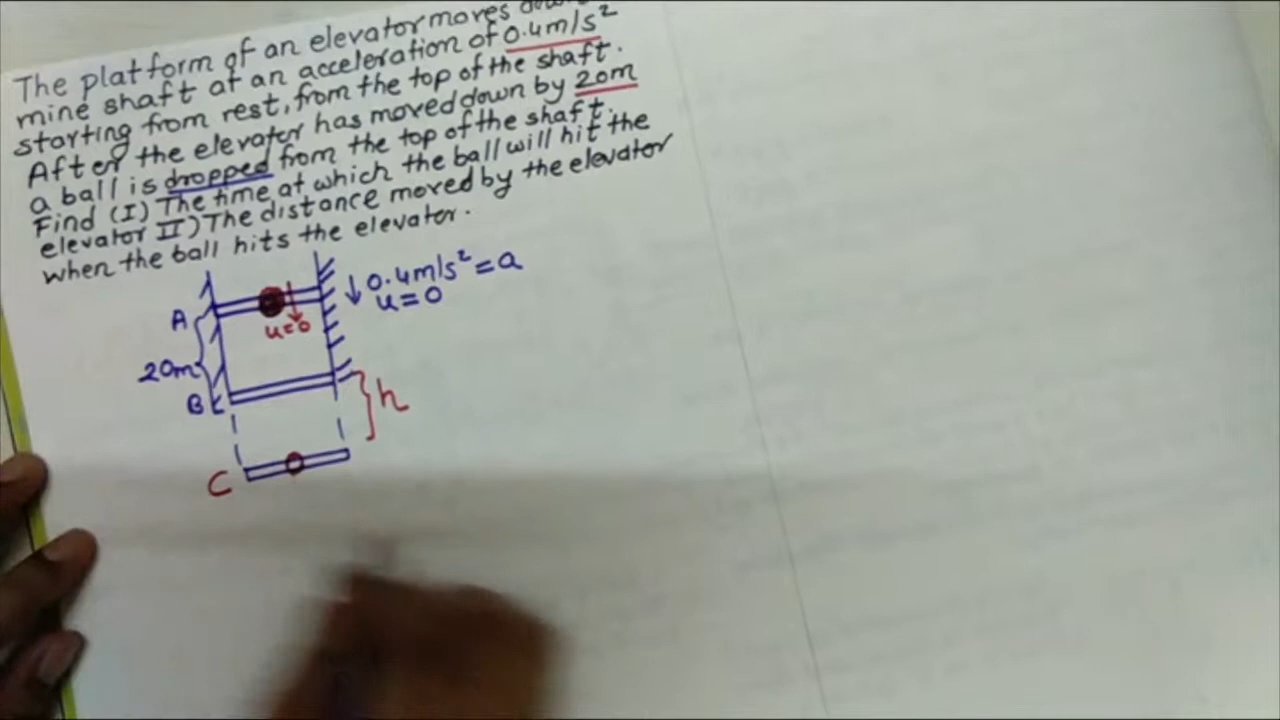 The platform of an elevator moves
mine shaft at an acceleration of 0.4m/s²
starting from rest, from the top of the shaft.
After the elevator has moved down by 20m
a ball is dropped from the top of the shaft.
Find (I) The time at which the ball will hit the
elevator II) The distance moved by the elevator
when the ball hits the elevator.
↓ 0.4m/s² = a
u=0
A
u=0
20m
B
h
C